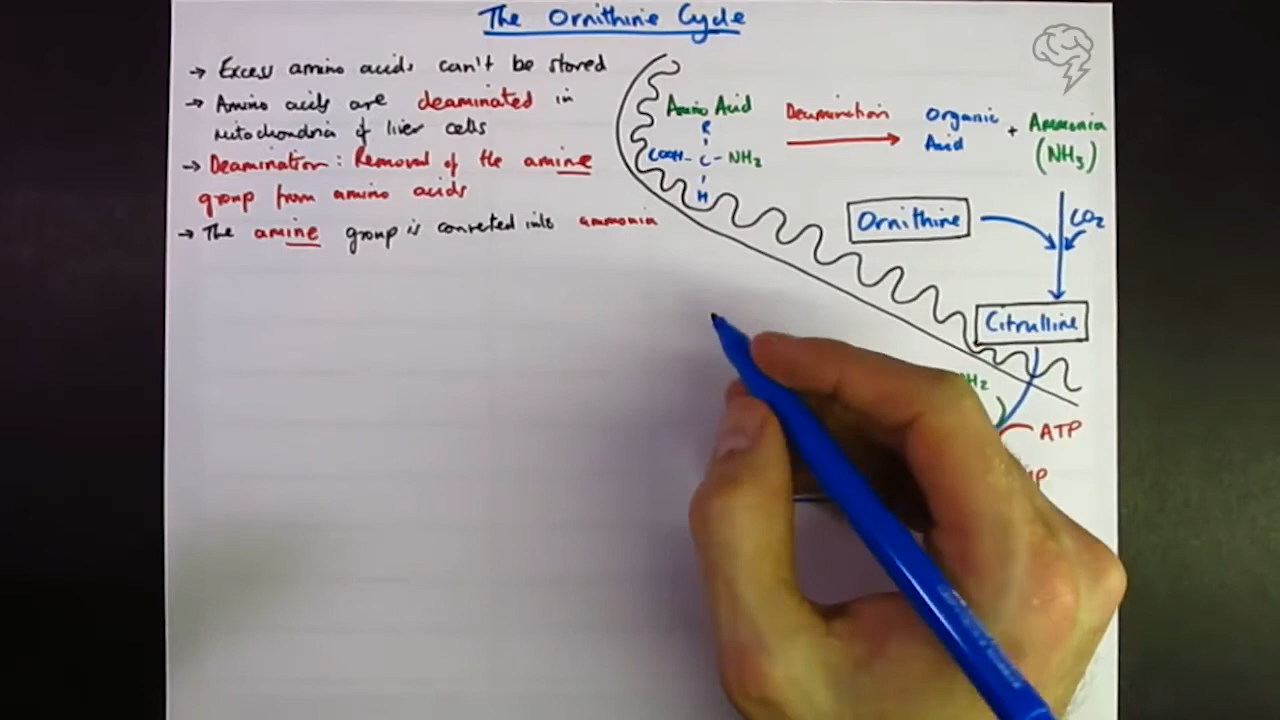 The Ornithine Cycle
→ Excess amino acids can't be stored
→ Amino acids are deaminated in
mitochondria of liver cells
→ Deamination: Removal of the amine
group from amino acids
→ The amine group is converted into ammonia
Amino Acid
R
COOH-C-NH₂
H
Deamination
Organic
Acid
+ Ammonia
(NH₃)
Ornithine
CO₂
Citrulline
H₂
ATP